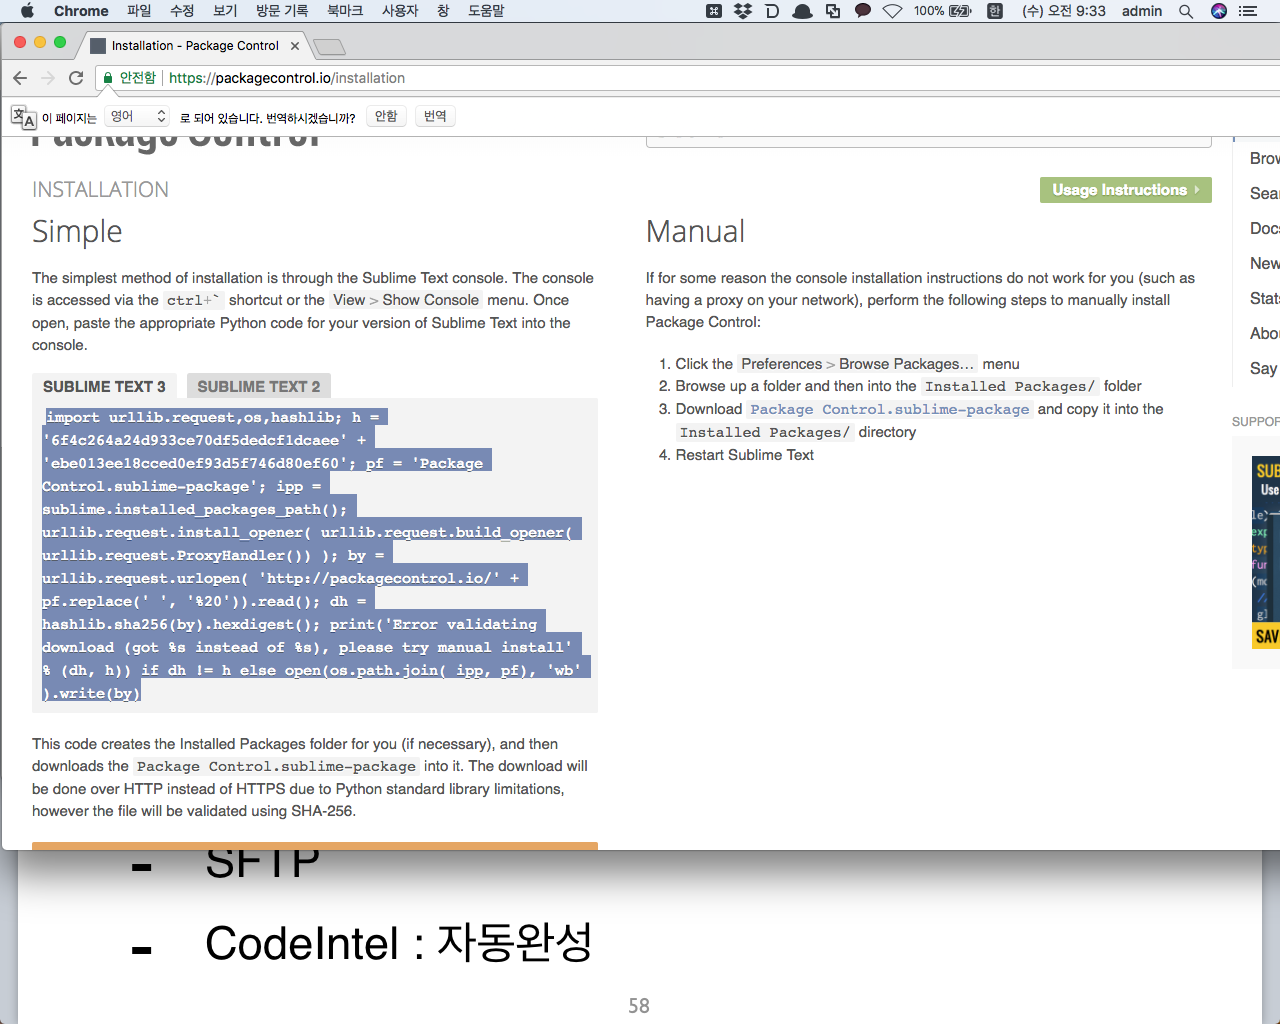 Chrome 파일 수정 보기 방문 기록 북마크 사용자 창 도움말 100% 한 (수) 오전 9:33 admin
Installation - Package Control
안전함 https://packagecontrol.io/installation
이 페이지는 영어 로 되어 있습니다. 번역하시겠습니까? 안함 번역
Package Control
INSTALLATION
Usage Instructions
Simple
The simplest method of installation is through the Sublime Text console. The console
is accessed via the ctrl+` shortcut or the View > Show Console menu. Once
open, paste the appropriate Python code for your version of Sublime Text into the
console.
SUBLIME TEXT 3 SUBLIME TEXT 2
import urllib.request,os,hashlib; h =
'6f4c264a24d933ce70df5dedcf1dcaee' +
'ebe013ee18cced0ef93d5f746d80ef60'; pf = 'Package
Control.sublime-package'; ipp =
sublime.installed_packages_path();
urllib.request.install_opener( urllib.request.build_opener(
urllib.request.ProxyHandler()) ); by =
urllib.request.urlopen( 'http://packagecontrol.io/' +
pf.replace(' ', '%20')).read(); dh =
hashlib.sha256(by).hexdigest(); print('Error validating
download (got %s instead of %s), please try manual install'
% (dh, h)) if dh != h else open(os.path.join( ipp, pf), 'wb'
).write(by)
This code creates the Installed Packages folder for you (if necessary), and then
downloads the Package Control.sublime-package into it. The download will
be done over HTTP instead of HTTPS due to Python standard library limitations,
however the file will be validated using SHA-256.
Manual
If for some reason the console installation instructions do not work for you (such as
having a proxy on your network), perform the following steps to manually install
Package Control:
1. Click the Preferences > Browse Packages… menu
2. Browse up a folder and then into the Installed Packages/ folder
3. Download Package Control.sublime-package and copy it into the
Installed Packages/ directory
4. Restart Sublime Text
Brow
Sear
Docs
New
Stats
Abou
Say
SUPPOR
SUB
Use
SAV
- SFTP
- CodeIntel : 자동완성
58